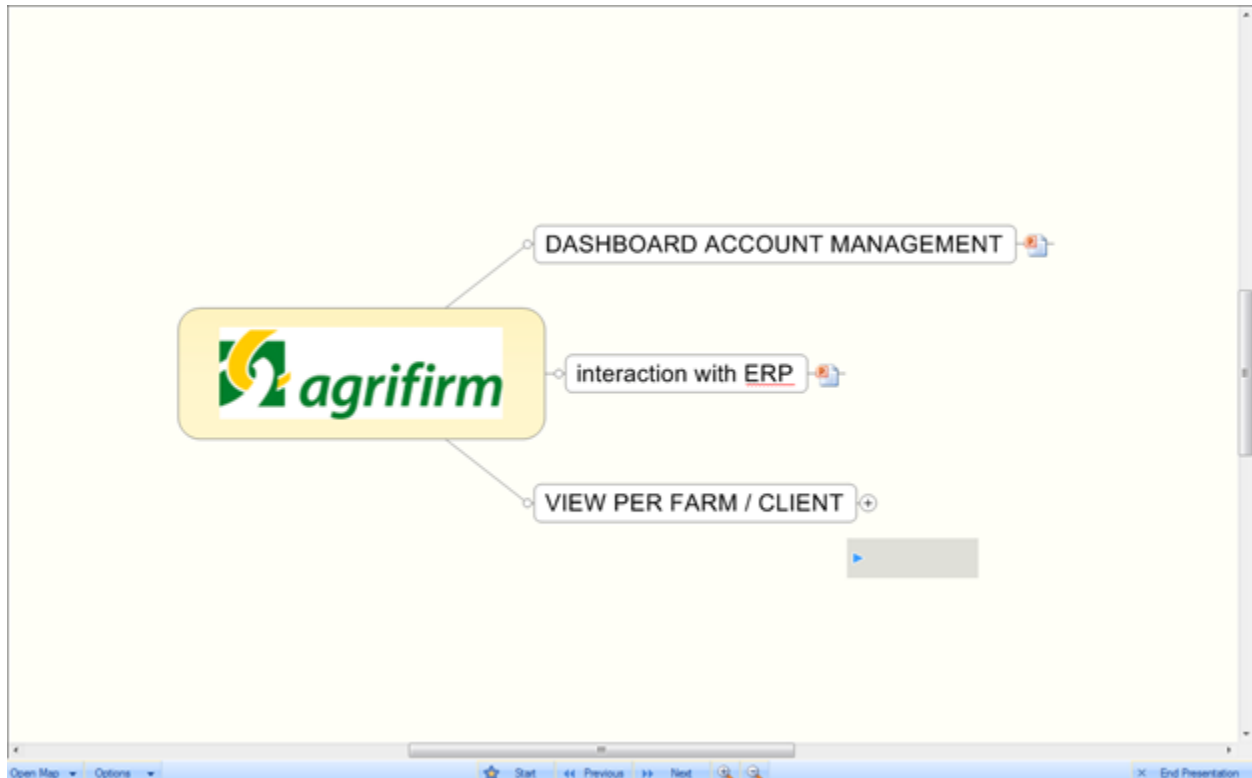 DASHBOARD ACCOUNT MANAGEMENT
agrifirm
interaction with ERP
VIEW PER FARM / CLIENT
Open Map
Options
Start
Previous
Next
End Presentation